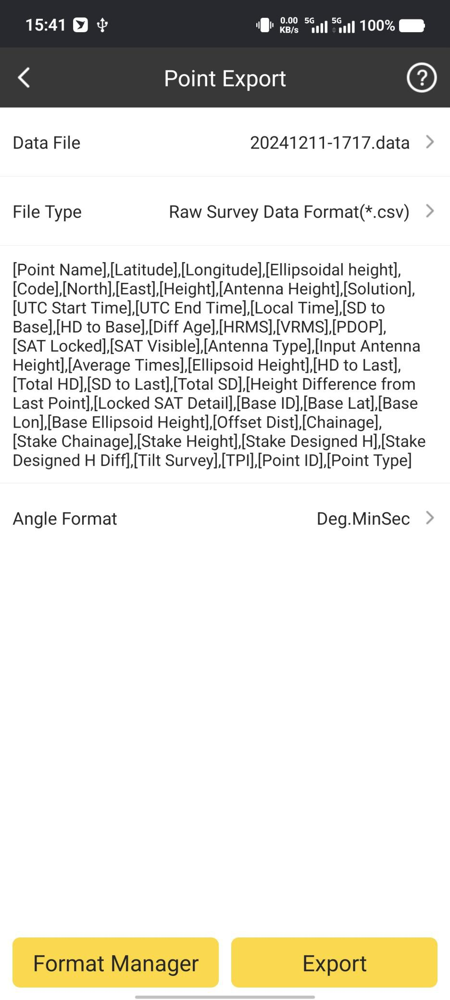 15:41 0.00 KB/s 5G 5G 100%
Point Export ?
Data File 20241211-1717.data
File Type Raw Survey Data Format(*.csv)
[Point Name],[Latitude],[Longitude],[Ellipsoidal height],
[Code],[North],[East],[Height],[Antenna Height],[Solution],
[UTC Start Time],[UTC End Time],[Local Time],[SD to
Base],[HD to Base],[Diff Age],[HRMS],[VRMS],[PDOP],
[SAT Locked],[SAT Visible],[Antenna Type],[Input Antenna
Height],[Average Times],[Ellipsoid Height],[HD to Last],
[Total HD],[SD to Last],[Total SD],[Height Difference from
Last Point],[Locked SAT Detail],[Base ID],[Base Lat],[Base
Lon],[Base Ellipsoid Height],[Offset Dist],[Chainage],
[Stake Chainage],[Stake Height],[Stake Designed H],[Stake
Designed H Diff],[Tilt Survey],[TPI],[Point ID],[Point Type]
Angle Format Deg.MinSec
Format Manager Export